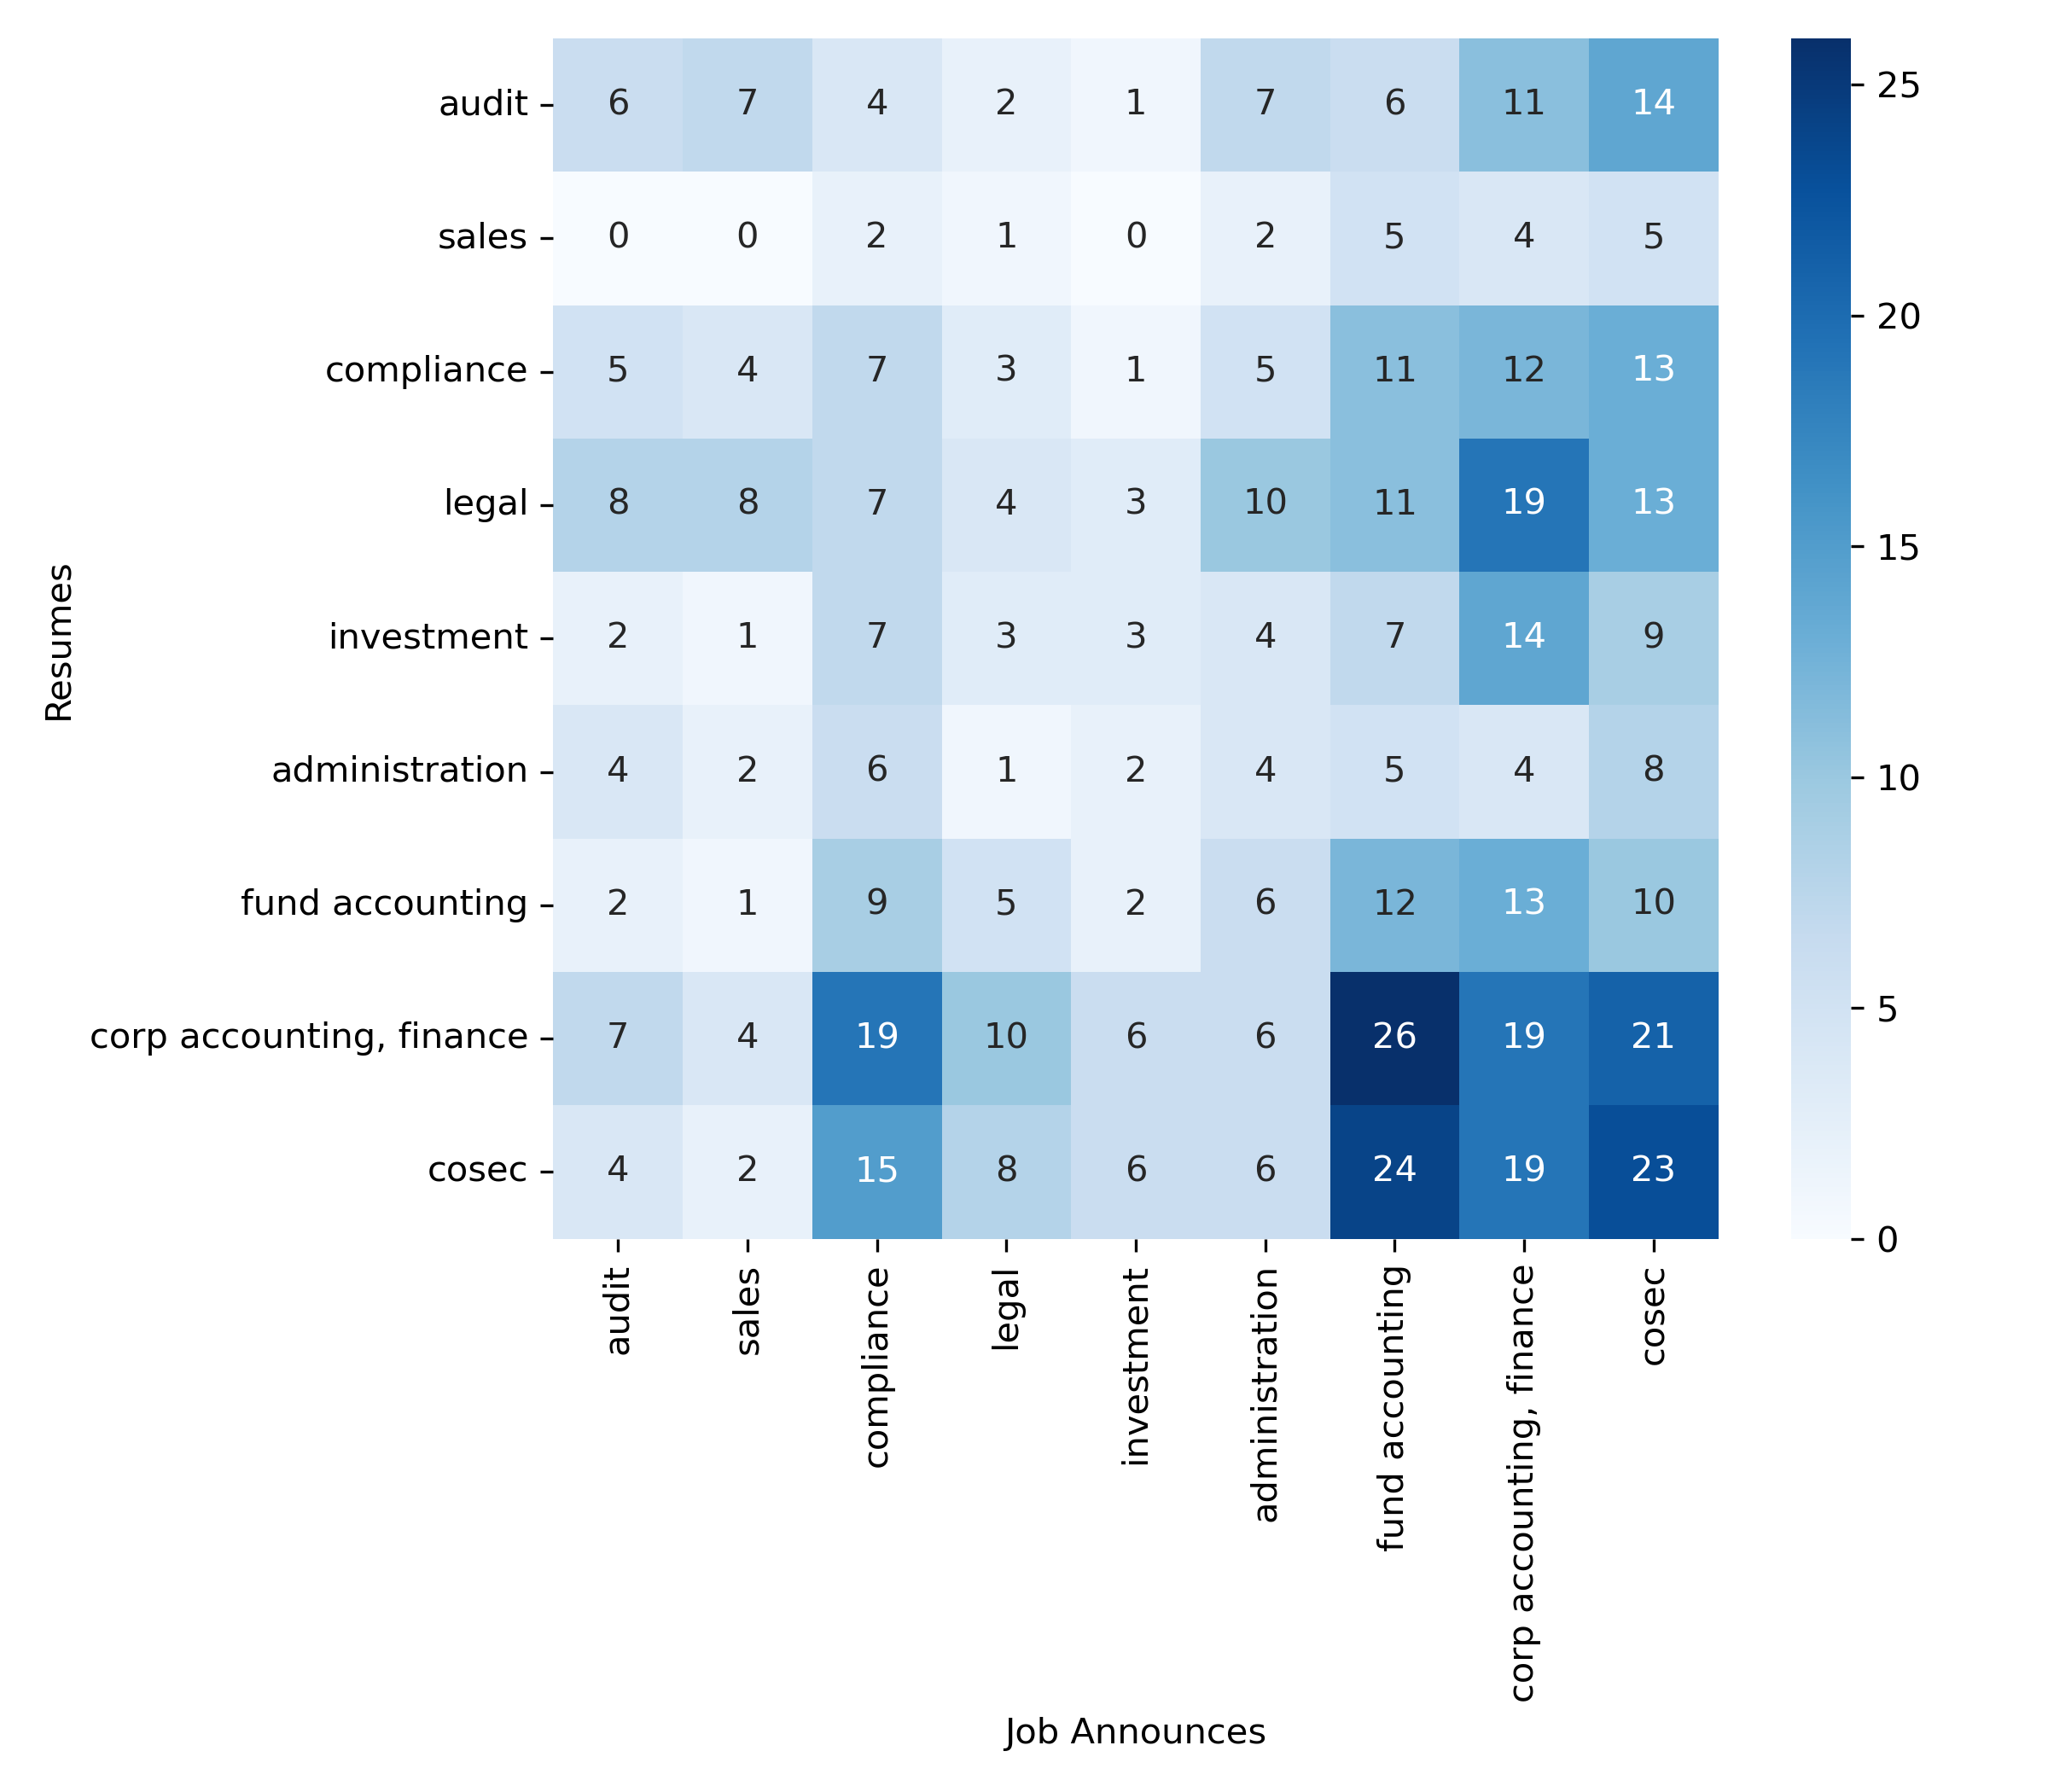 audit 6 7 4 2 1 7 6 11 14
sales 0 0 2 1 0 2 5 4 5
compliance 5 4 7 3 1 5 11 12 13
legal 8 8 7 4 3 10 11 19 13
investment 2 1 7 3 3 4 7 14 9
administration 4 2 6 1 2 4 5 4 8
fund accounting 2 1 9 5 2 6 12 13 10
corp accounting, finance 7 4 19 10 6 6 26 19 21
cosec 4 2 15 8 6 6 24 19 23
Resumes
audit
sales
compliance
legal
investment
administration
fund accounting
corp accounting, finance
cosec
Job Announces
25
20
15
10
5
0